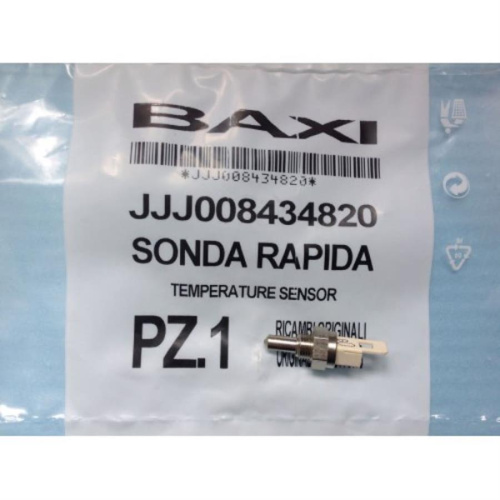 BAXI
*JJJ008434820*
JJJ008434820
SONDA RAPIDA
TEMPERATURE SENSOR
PZ.1
RICAMBI ORIGINALI